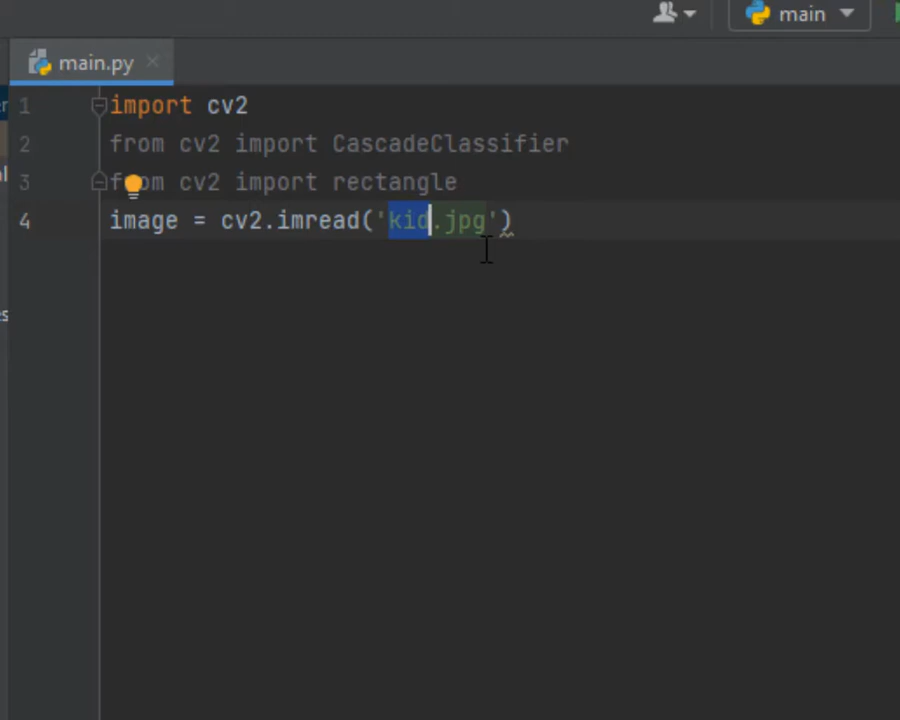 main
main.py
1 import cv2
2 from cv2 import CascadeClassifier
3 from cv2 import rectangle
4 image = cv2.imread('kid.jpg')